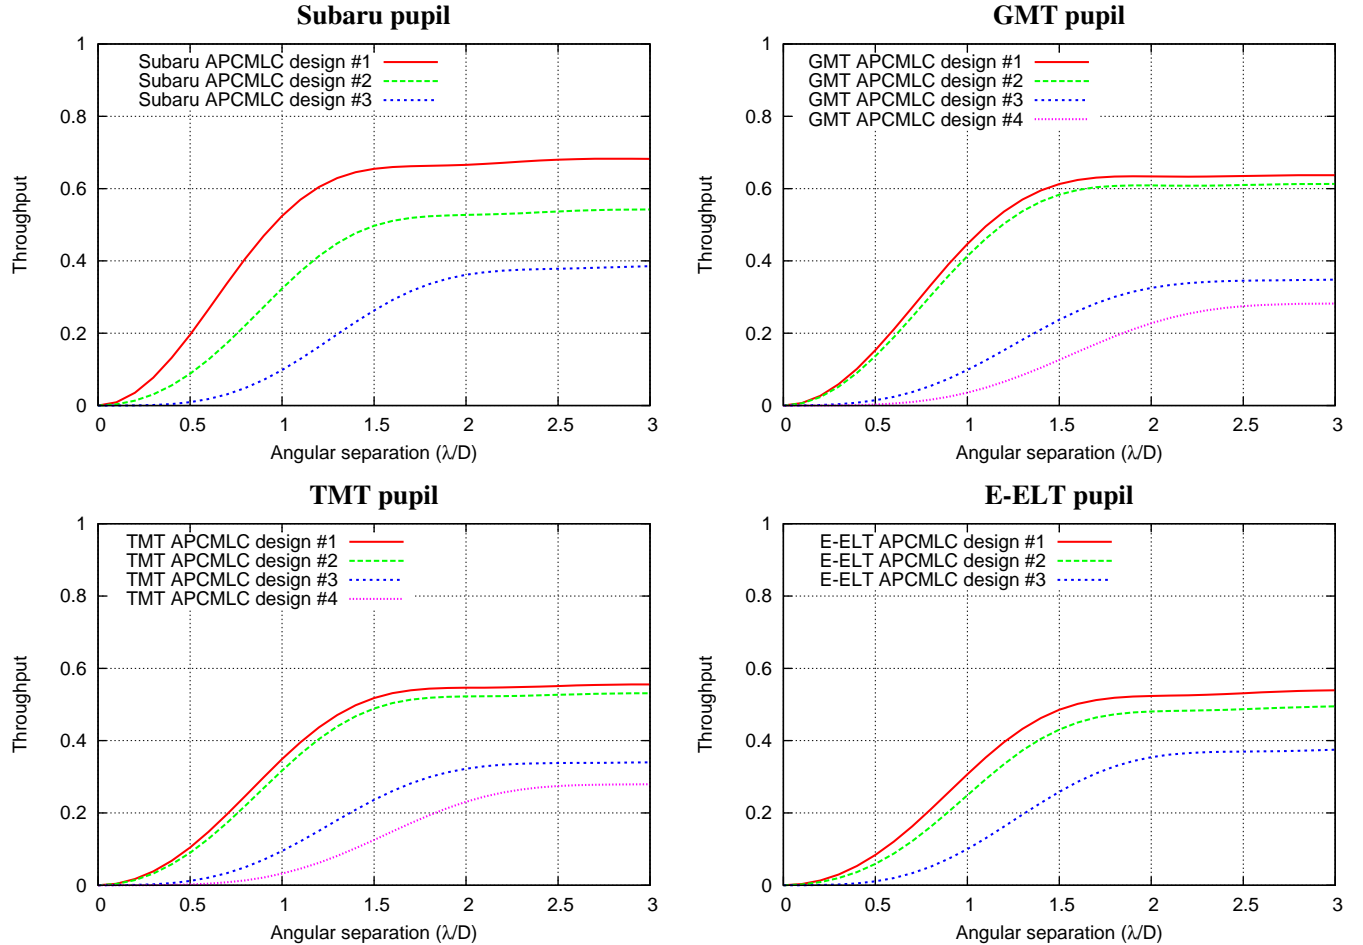 Subaru pupil
1
0.8
0.6
0.4
0.2
0
0 0.5 1 1.5 2 2.5 3
Throughput
Angular separation (λ/D)
Subaru APCMLC design #1
Subaru APCMLC design #2
Subaru APCMLC design #3
GMT pupil
1
0.8
0.6
0.4
0.2
0
0 0.5 1 1.5 2 2.5 3
Throughput
Angular separation (λ/D)
GMT APCMLC design #1
GMT APCMLC design #2
GMT APCMLC design #3
GMT APCMLC design #4
TMT pupil
1
0.8
0.6
0.4
0.2
0
0 0.5 1 1.5 2 2.5 3
Throughput
Angular separation (λ/D)
TMT APCMLC design #1
TMT APCMLC design #2
TMT APCMLC design #3
TMT APCMLC design #4
E-ELT pupil
1
0.8
0.6
0.4
0.2
0
0 0.5 1 1.5 2 2.5 3
Throughput
Angular separation (λ/D)
E-ELT APCMLC design #1
E-ELT APCMLC design #2
E-ELT APCMLC design #3